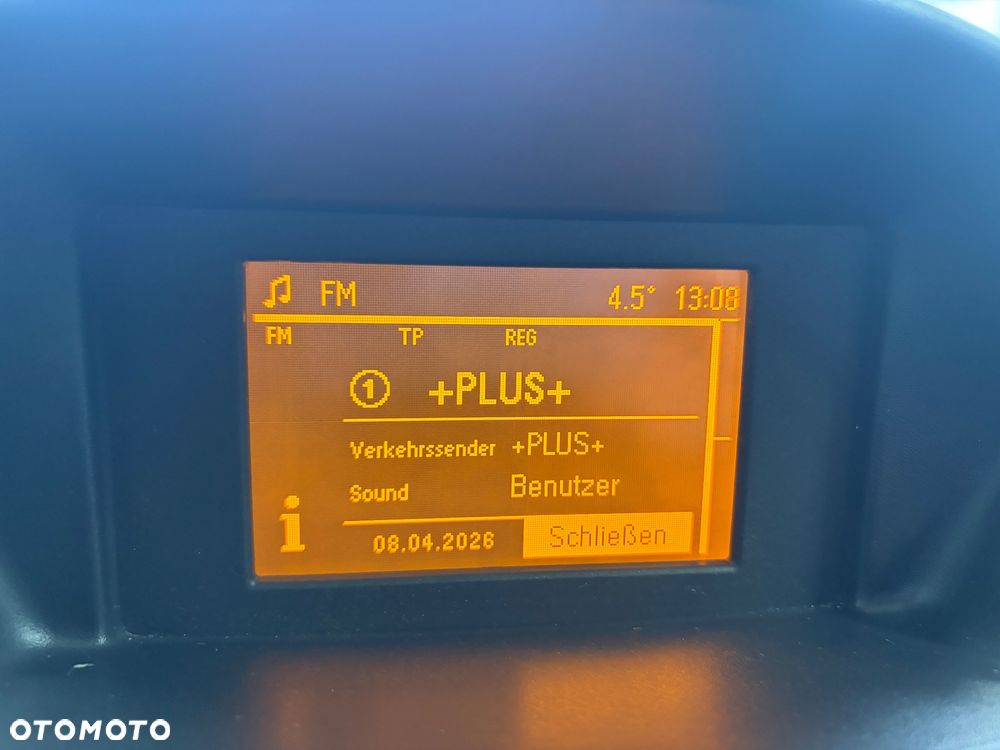 FM 4.5° 13:08
FM TP REG
1 +PLUS+
Verkehrssender +PLUS+
Sound Benutzer
i 08.04.2026 Schließen
OTOMOTO